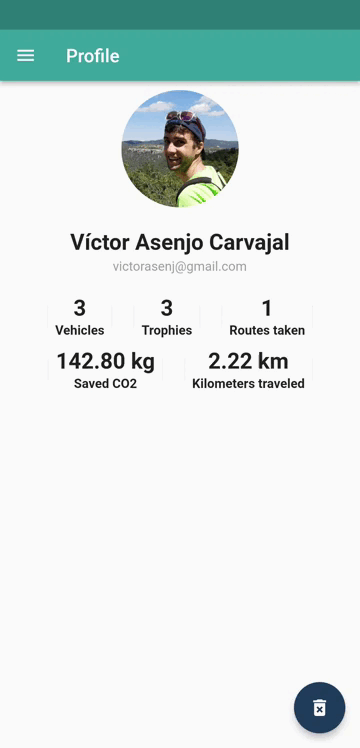 Profile
Víctor Asenjo Carvajal
victorasenj@gmail.com
3 3 1
Vehicles Trophies Routes taken
142.80 kg 2.22 km
Saved CO2 Kilometers traveled